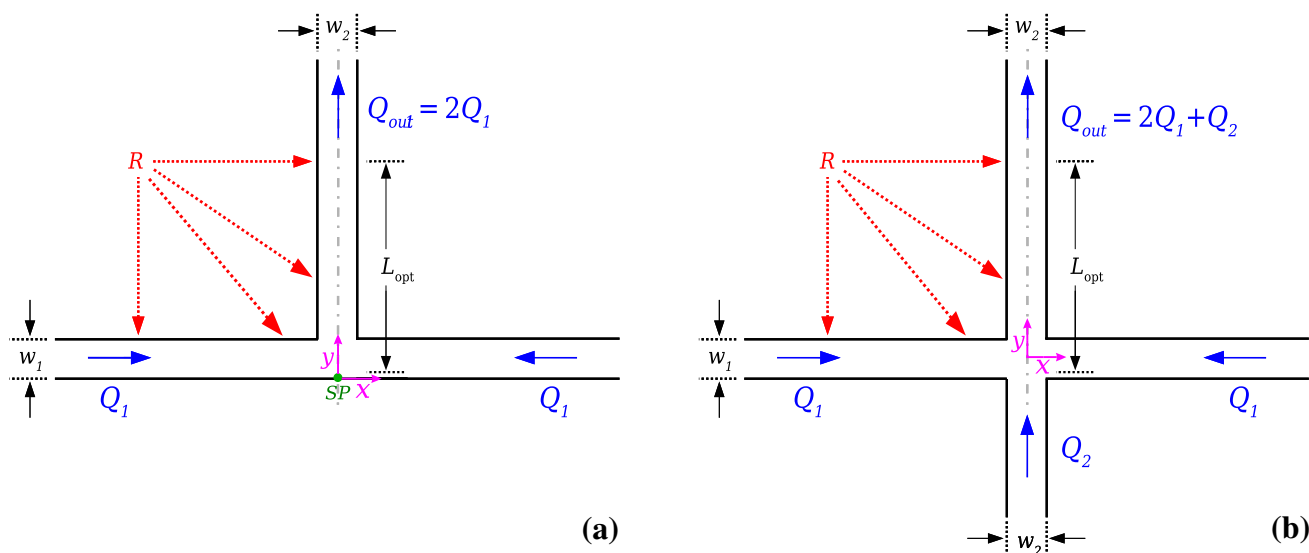 w2
Qout = 2Q1
R
Lopt
w1
y
SP
x
Q1
Q1
(a)
w2
Qout = 2Q1+Q2
R
Lopt
w1
y
x
Q1
Q1
Q2
w2
(b)